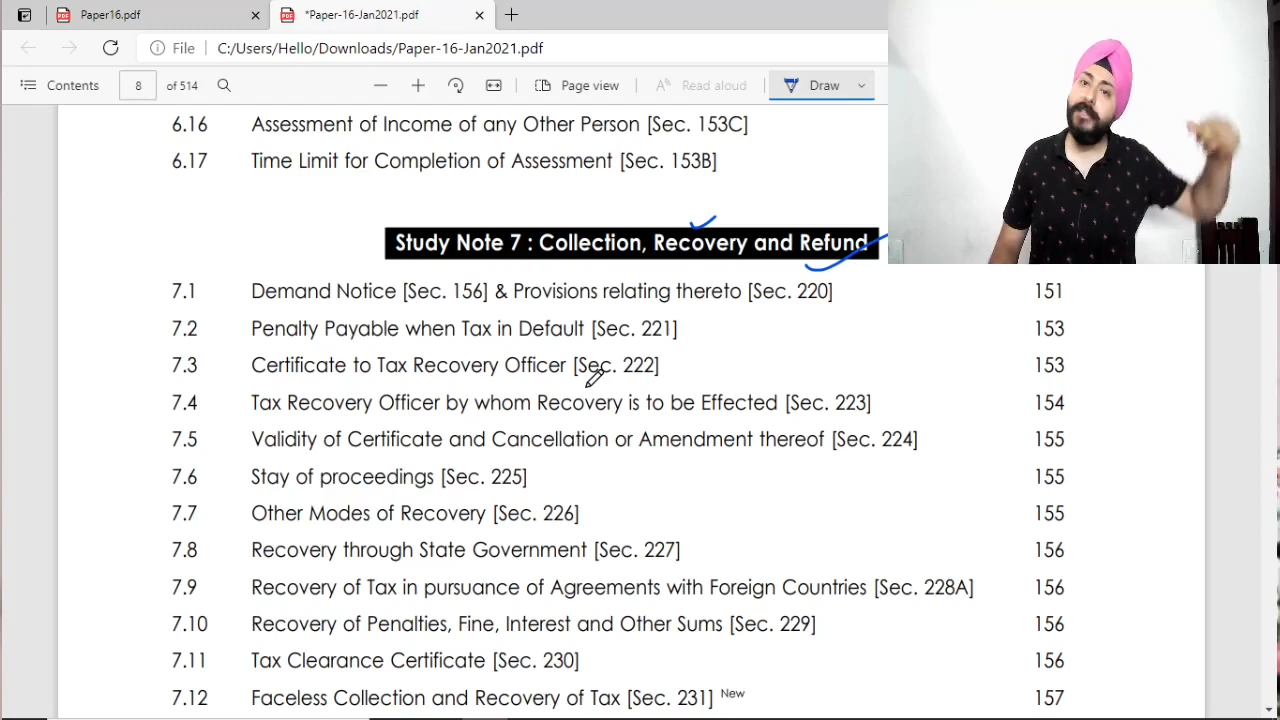 Paper16.pdf
*Paper-16-Jan2021.pdf
File C:/Users/Hello/Downloads/Paper-16-Jan2021.pdf
Contents 8 of 514 Page view Read aloud Draw
6.16 Assessment of Income of any Other Person [Sec. 153C]
6.17 Time Limit for Completion of Assessment [Sec. 153B]
Study Note 7 : Collection, Recovery and Refund
7.1 Demand Notice [Sec. 156] & Provisions relating thereto [Sec. 220] 151
7.2 Penalty Payable when Tax in Default [Sec. 221] 153
7.3 Certificate to Tax Recovery Officer [Sec. 222] 153
7.4 Tax Recovery Officer by whom Recovery is to be Effected [Sec. 223] 154
7.5 Validity of Certificate and Cancellation or Amendment thereof [Sec. 224] 155
7.6 Stay of proceedings [Sec. 225] 155
7.7 Other Modes of Recovery [Sec. 226] 155
7.8 Recovery through State Government [Sec. 227] 156
7.9 Recovery of Tax in pursuance of Agreements with Foreign Countries [Sec. 228A] 156
7.10 Recovery of Penalties, Fine, Interest and Other Sums [Sec. 229] 156
7.11 Tax Clearance Certificate [Sec. 230] 156
7.12 Faceless Collection and Recovery of Tax [Sec. 231] New 157